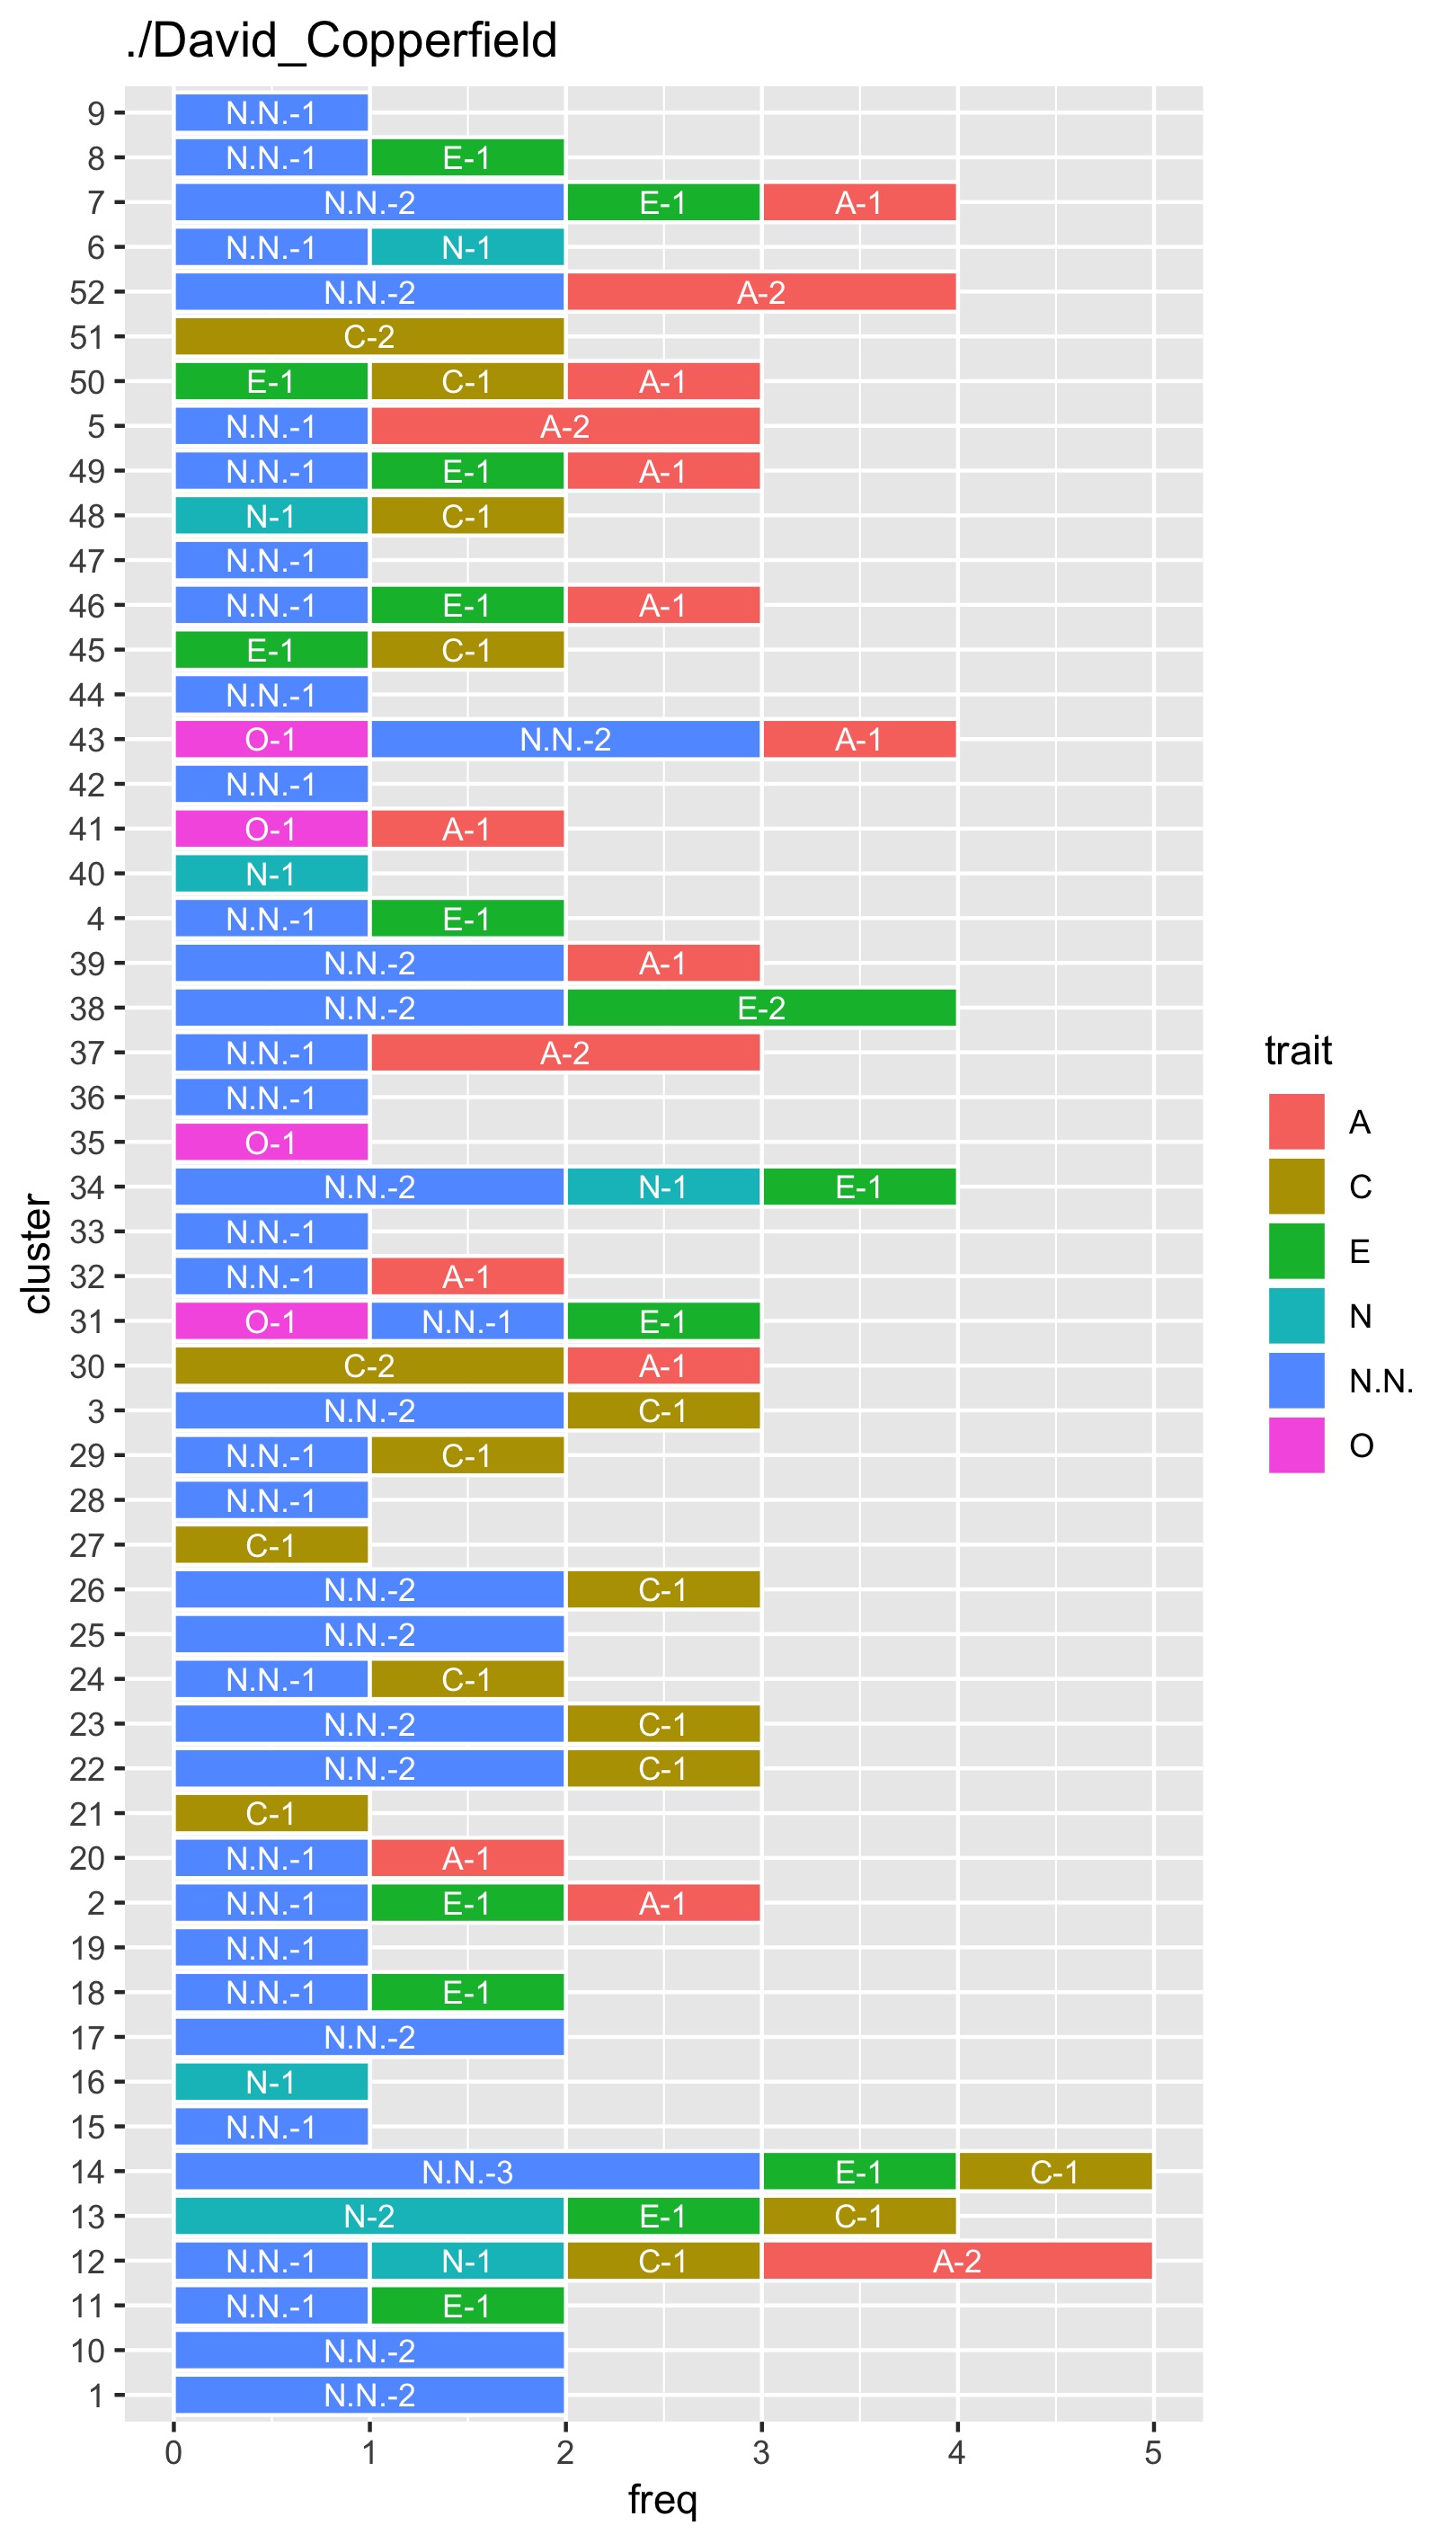 ./David_Copperfield
9 N.N.-1
8 N.N.-1 E-1
7 N.N.-2 E-1 A-1
6 N.N.-1 N-1
52 N.N.-2 A-2
51 C-2
50 E-1 C-1 A-1
5 N.N.-1 A-2
49 N.N.-1 E-1 A-1
48 N-1 C-1
47 N.N.-1
46 N.N.-1 E-1 A-1
45 E-1 C-1
44 N.N.-1
43 O-1 N.N.-2 A-1
42 N.N.-1
41 O-1 A-1
40 N-1
4 N.N.-1 E-1
39 N.N.-2 A-1
38 N.N.-2 E-2
37 N.N.-1 A-2
36 N.N.-1
35 O-1
34 N.N.-2 N-1 E-1
33 N.N.-1
32 N.N.-1 A-1
31 O-1 N.N.-1 E-1
30 C-2 A-1
3 N.N.-2 C-1
29 N.N.-1 C-1
28 N.N.-1
27 C-1
26 N.N.-2 C-1
25 N.N.-2
24 N.N.-1 C-1
23 N.N.-2 C-1
22 N.N.-2 C-1
21 C-1
20 N.N.-1 A-1
2 N.N.-1 E-1 A-1
19 N.N.-1
18 N.N.-1 E-1
17 N.N.-2
16 N-1
15 N.N.-1
14 N.N.-3 E-1 C-1
13 N-2 E-1 C-1
12 N.N.-1 N-1 C-1 A-2
11 N.N.-1 E-1
10 N.N.-2
1 N.N.-2
0 1 2 3 4 5
freq
cluster
trait
A
C
E
N
N.N.
O